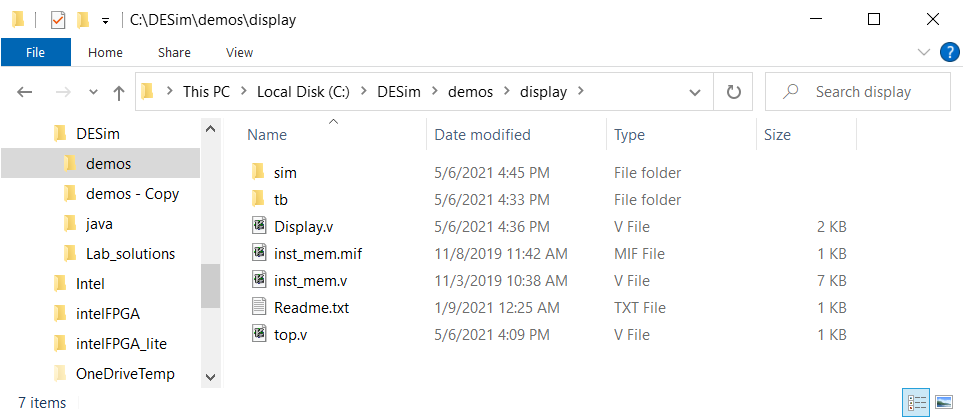 C:\DESim\demos\display
File Home Share View
This PC Local Disk (C:) DESim demos display
Search display
DESim
demos
demos - Copy
java
Lab_solutions
Intel
intelFPGA
intelFPGA_lite
OneDriveTemp
Name Date modified Type Size
sim 5/6/2021 4:45 PM File folder
tb 5/6/2021 4:33 PM File folder
Display.v 5/6/2021 4:36 PM V File 2 KB
inst_mem.mif 11/8/2019 11:42 AM MIF File 1 KB
inst_mem.v 11/3/2019 10:38 AM V File 7 KB
Readme.txt 1/9/2021 12:25 AM TXT File 1 KB
top.v 5/6/2021 4:09 PM V File 1 KB
7 items